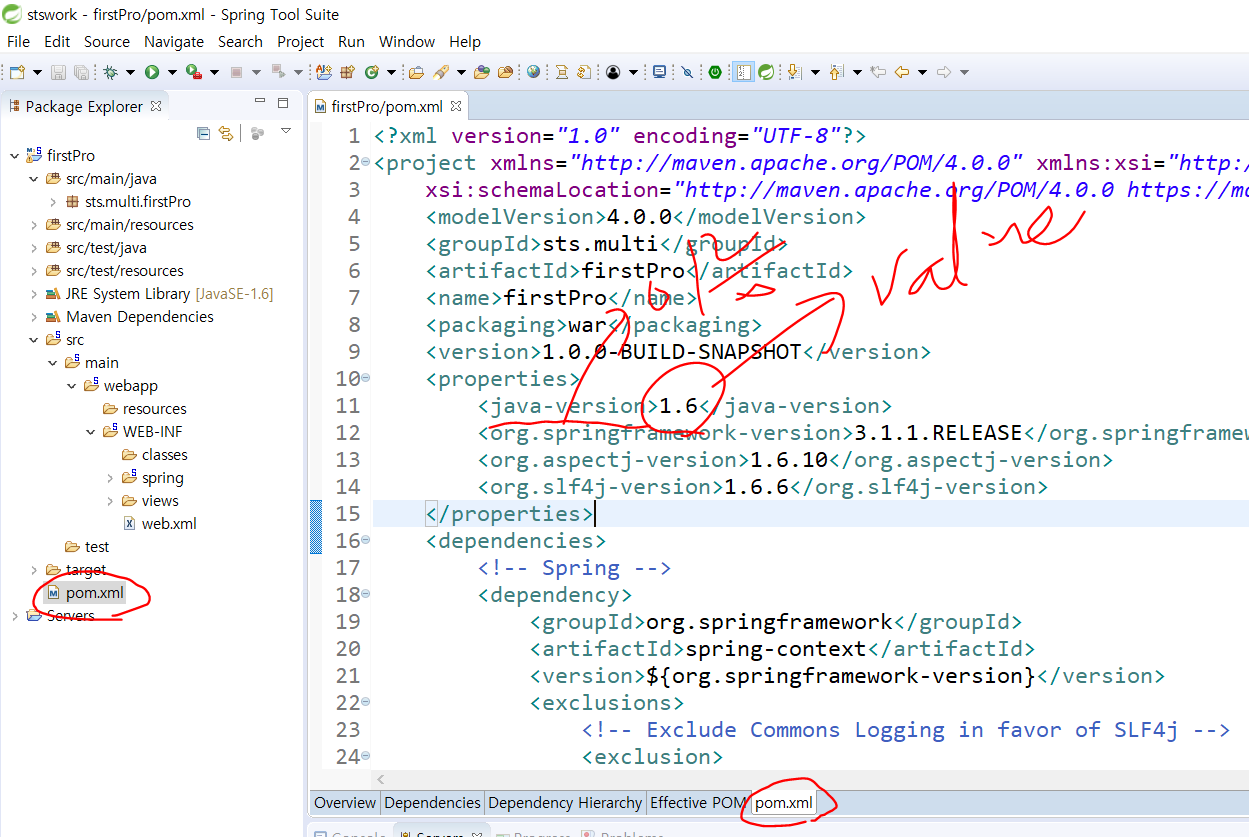 stswork - firstPro/pom.xml - Spring Tool Suite
File Edit Source Navigate Search Project Run Window Help
Package Explorer
firstPro
src/main/java
sts.multi.firstPro
src/main/resources
src/test/java
src/test/resources
JRE System Library [JavaSE-1.6]
Maven Dependencies
src
main
webapp
resources
WEB-INF
classes
spring
views
web.xml
test
target
pom.xml
Servers
firstPro/pom.xml
1 <?xml version="1.0" encoding="UTF-8"?>
2 <project xmlns="http://maven.apache.org/POM/4.0.0" xmlns:xsi="http:/
3 xsi:schemaLocation="http://maven.apache.org/POM/4.0.0 https://ma
4 <modelVersion>4.0.0</modelVersion>
5 <groupId>sts.multi</groupId>
6 <artifactId>firstPro</artifactId>
7 <name>firstPro</name>
8 <packaging>war</packaging>
9 <version>1.0.0-BUILD-SNAPSHOT</version>
10 <properties>
11 <java-version>1.6</java-version>
12 <org.springframework-version>3.1.1.RELEASE</org.springframew
13 <org.aspectj-version>1.6.10</org.aspectj-version>
14 <org.slf4j-version>1.6.6</org.slf4j-version>
15 </properties>
16 <dependencies>
17 <!-- Spring -->
18 <dependency>
19 <groupId>org.springframework</groupId>
20 <artifactId>spring-context</artifactId>
21 <version>${org.springframework-version}</version>
22 <exclusions>
23 <!-- Exclude Commons Logging in favor of SLF4j -->
24 <exclusion>
value
Overview Dependencies Dependency Hierarchy Effective POM pom.xml
Console Servers Progress Problems